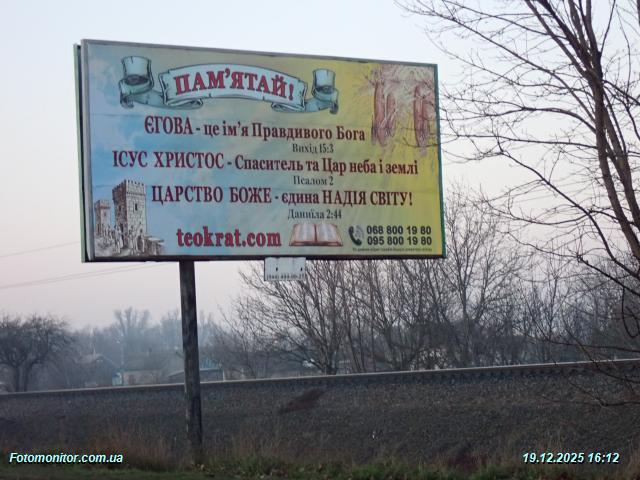 ПАМ'ЯТАЙ!
ЄГОВА - це ім'я Правдивого Бога
Вихід 15:3
ІСУС ХРИСТОС - Спаситель та Цар неба і землі
Псалом 2
ЦАРСТВО БОЖЕ - єдина НАДІЯ СВІТУ!
Даниїла 2:44
teokrat.com
068 800 19 80
095 800 19 80
Fotomonitor.com.ua
19.12.2025 16:12